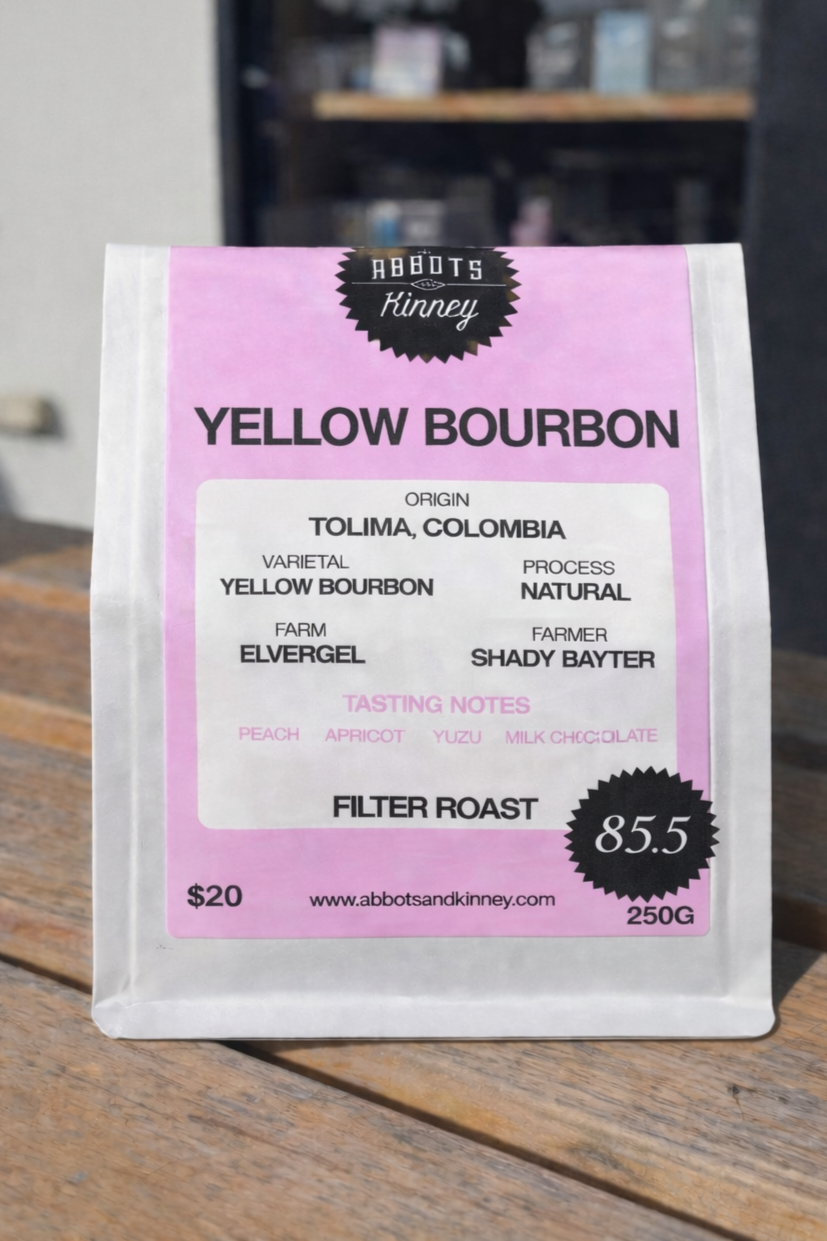 ABBOTS
Kinney
YELLOW BOURBON
ORIGIN
TOLIMA, COLOMBIA
VARIETAL PROCESS
YELLOW BOURBON NATURAL
FARM FARMER
ELVERGEL SHADY BAYTER
TASTING NOTES
PEACH APRICOT YUZU MILK CHOCOLATE
FILTER ROAST
85.5
$20 www.abbotsandkinney.com
250G